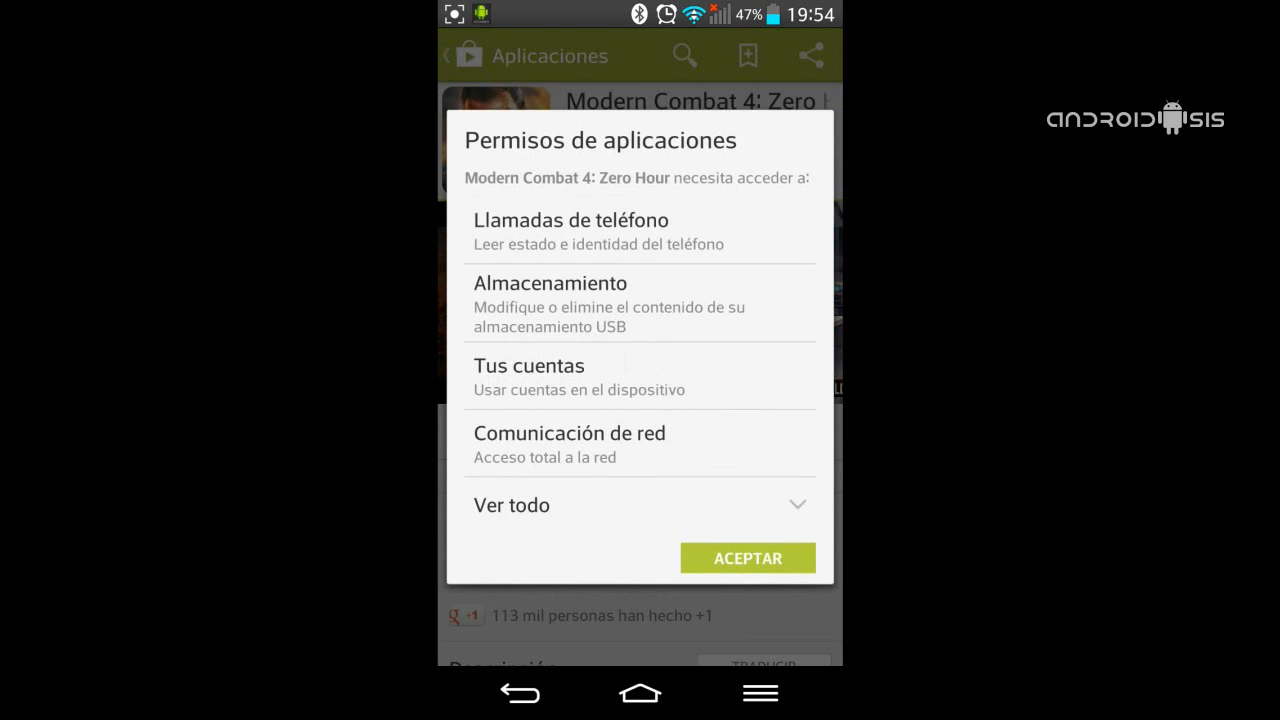 47% 19:54
Aplicaciones
Modern Combat 4: Zero
ANDROIDSIS
Permisos de aplicaciones
Modern Combat 4: Zero Hour necesita acceder a:
Llamadas de teléfono
Leer estado e identidad del teléfono
Almacenamiento
Modifique o elimine el contenido de su
almacenamiento USB
Tus cuentas
Usar cuentas en el dispositivo
Comunicación de red
Acceso total a la red
Ver todo
ACEPTAR
g +1 113 mil personas han hecho +1
Descripción TRADUCIR